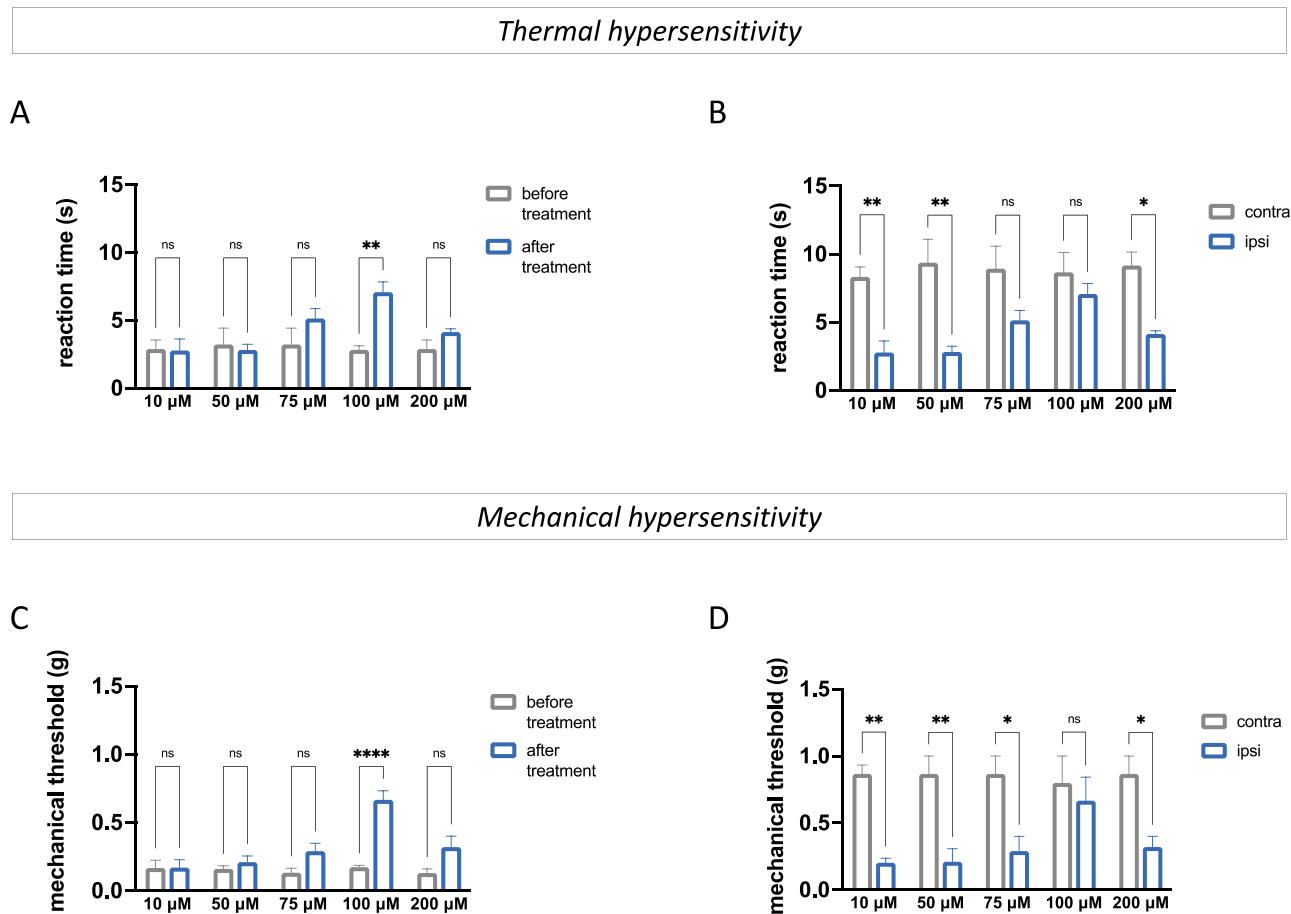 Thermal hypersensitivity
A
reaction time (s)
15
10
5
0
ns
ns
ns
**
ns
10 µM
50 µM
75 µM
100 µM
200 µM
before
treatment
after
treatment
B
reaction time (s)
15
10
5
0
**
**
ns
ns
*
10 µM
50 µM
75 µM
100 µM
200 µM
contra
ipsi
Mechanical hypersensitivity
C
mechanical threshold (g)
1.5
1.0
0.5
0.0
ns
ns
ns
****
ns
10 µM
50 µM
75 µM
100 µM
200 µM
before
treatment
after
treatment
D
mechanical threshold (g)
1.5
1.0
0.5
0.0
**
**
*
ns
*
10 µM
50 µM
75 µM
100 µM
200 µM
contra
ipsi